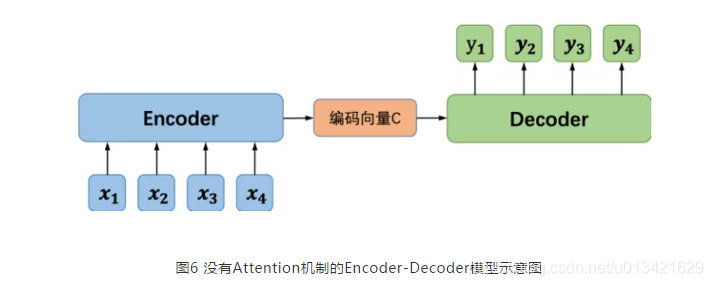 y₁ y₂ y₃ y₄
Encoder 编码向量C Decoder
x₁ x₂ x₃ x₄
图6 没有Attention机制的Encoder-Decoder模型示意图
csdn.net/u013421629